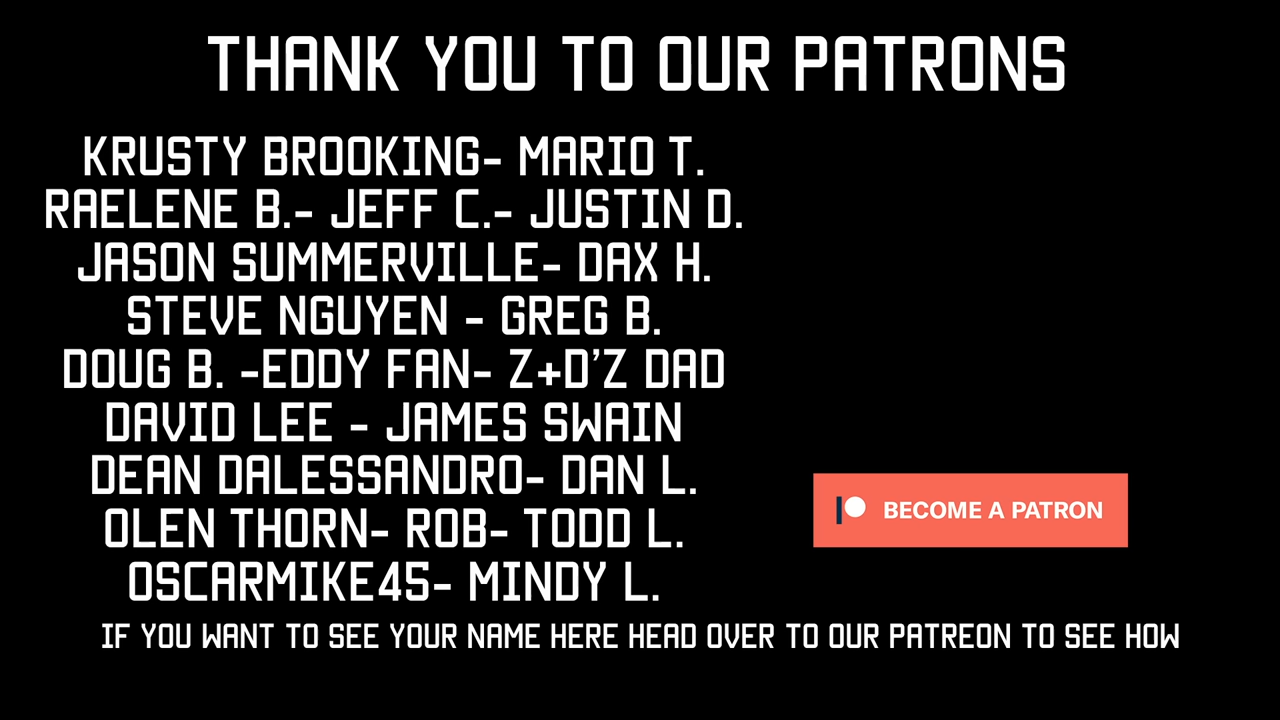 THANK YOU TO OUR PATRONS
KRUSTY BROOKING- MARIO T.
RAELENE B.- JEFF C.- JUSTIN D.
JASON SUMMERVILLE- DAX H.
STEVE NGUYEN - GREG B.
DOUG B. -EDDY FAN- Z+D'Z DAD
DAVID LEE - JAMES SWAIN
DEAN DALESSANDRO- DAN L.
OLEN THORN- ROB- TODD L.
OSCARMIKE45- MINDY L.
BECOME A PATRON
IF YOU WANT TO SEE YOUR NAME HERE HEAD OVER TO OUR PATREON TO SEE HOW